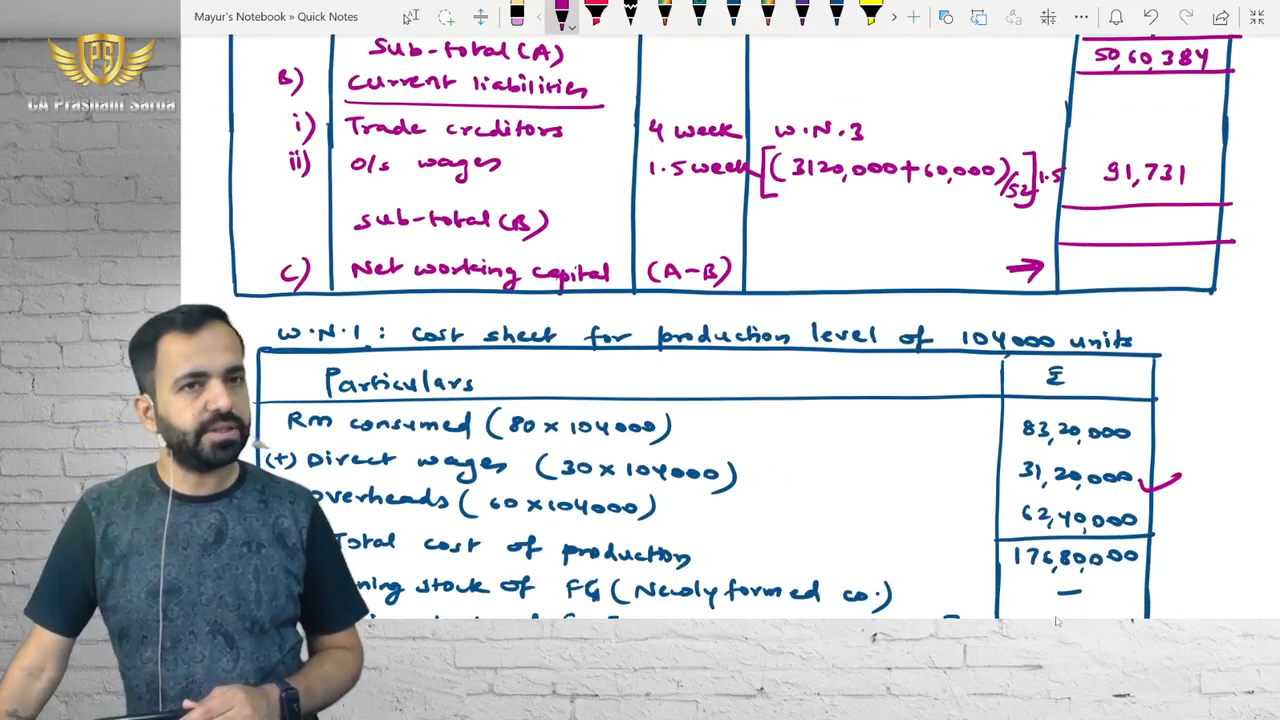 Mayur's Notebook » Quick Notes
PS
CA Prashant Sarda
Sub-total (A) 50,60,384
B) Current liabilities
i) Trade creditors 4 week W.N.3
ii) o/s wages 1.5 week [(3120,000+60,000)/52]1.5 91,731
Sub-total (B)
C) Net working capital (A-B) →
W.N.1: Cost sheet for production level of 104000 units
Particulars Σ
RM consumed (80×104000) 83,20,000
(+) Direct wages (30×104000) 31,20,000
overheads (60×104000) 62,40,000
Total cost of production 176,80,000
ning stock of FG (Newly formed co.) —